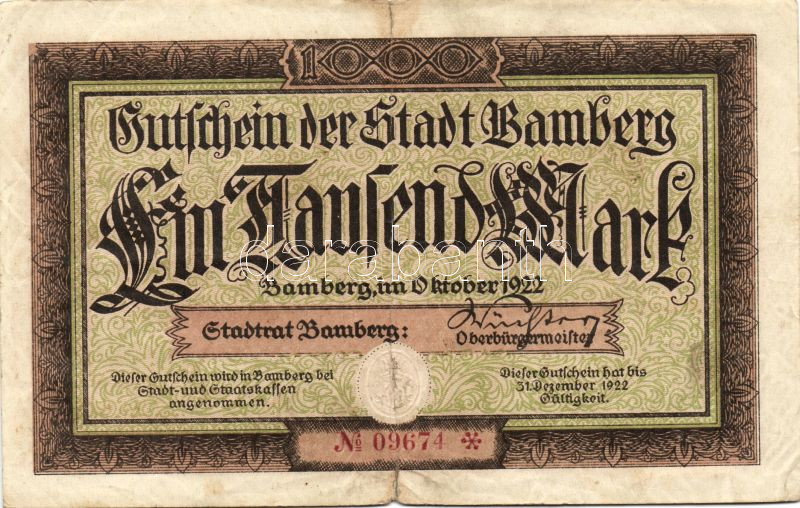 1000
Gutschein der Stadt Bamberg
Ein Tausend Mark
darabanth
Bamberg, im Oktober 1922
Stadtrat Bamberg:
Oberbürgermeister
Dieser Gutschein wird in Bamberg bei
Stadt- und Staatskassen
angenommen.
Dieser Gutschein hat bis
31. Dezember 1922
Gültigkeit.
No 09674 *